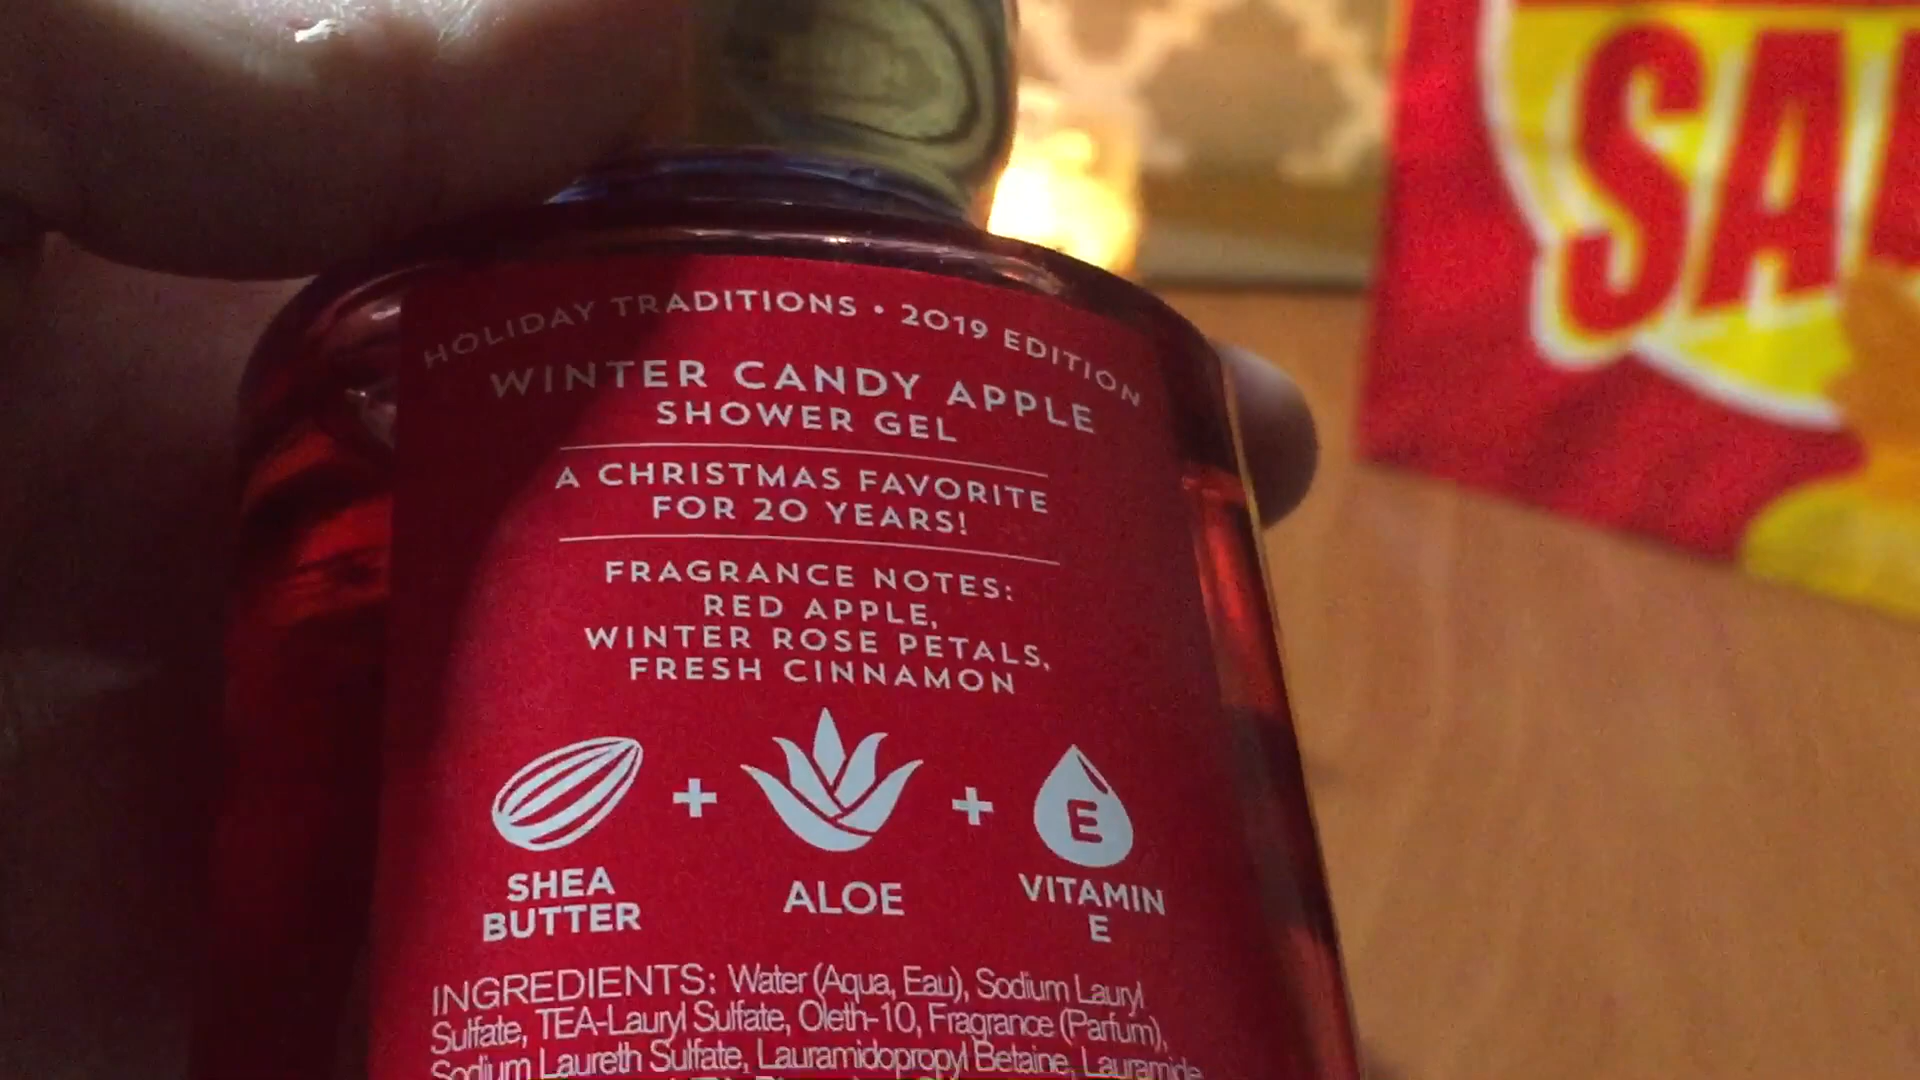 HOLIDAY TRADITIONS • 2019 EDITION
WINTER CANDY APPLE
SHOWER GEL
A CHRISTMAS FAVORITE
FOR 20 YEARS!
FRAGRANCE NOTES:
RED APPLE,
WINTER ROSE PETALS,
FRESH CINNAMON
E
SHEA
BUTTER
+
ALOE
+
VITAMIN
E
INGREDIENTS: Water (Aqua, Eau), Sodium Lauryl
Sulfate, TEA-Lauryl Sulfate, Oleth-10, Fragrance (Parfum),
Sodium Laureth Sulfate, Lauramidopropyl Betaine, Lauramide
SA